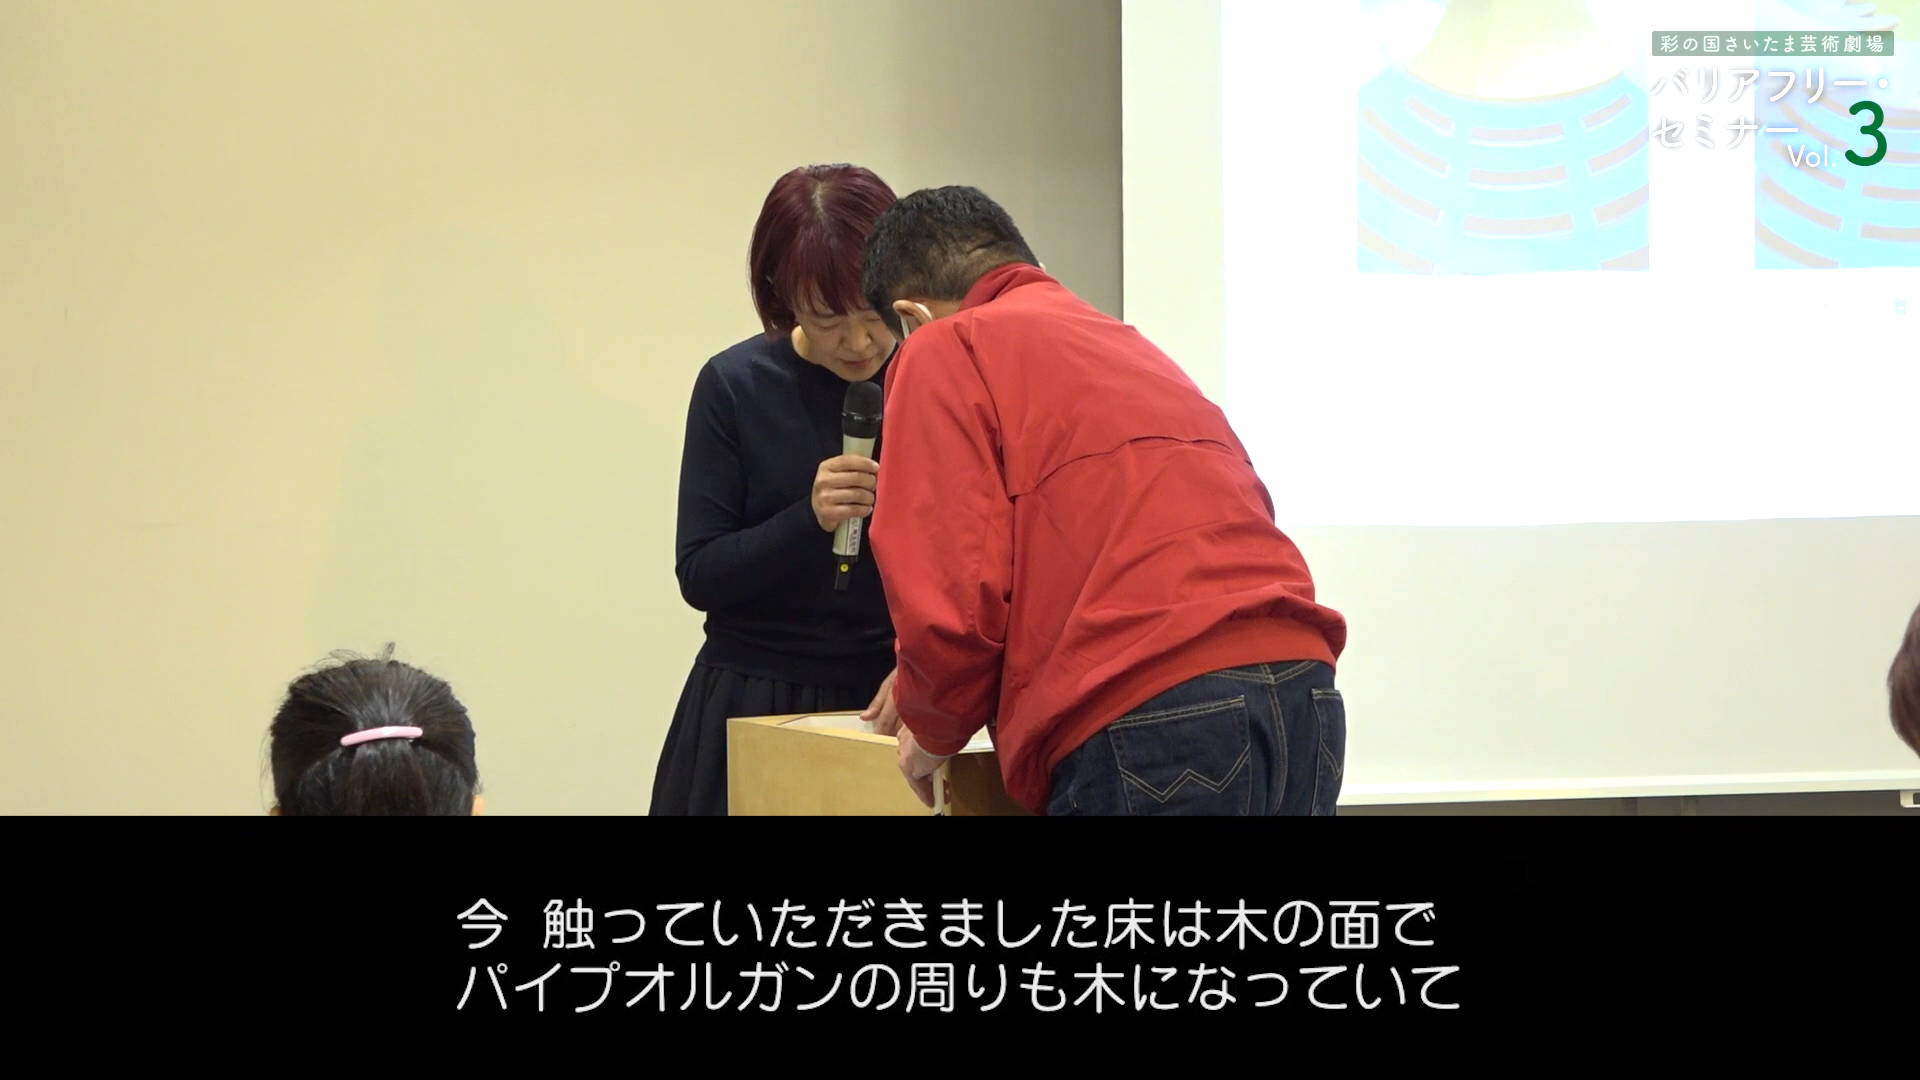 彩の国さいたま芸術劇場
バリアフリー・
セミナー
Vol.3
今 触っていただきました床は木の面で
パイプオルガンの周りも木になっていて